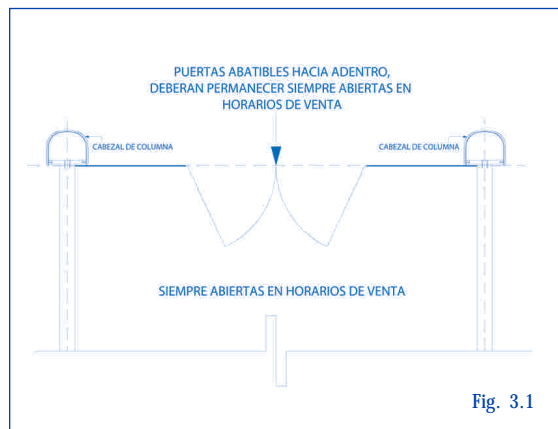 PUERTAS ABATIBLES HACIA ADENTRO,
DEBERAN PERMANECER SIEMPRE ABIERTAS EN
HORARIOS DE VENTA
CABEZAL DE COLUMNA
CABEZAL DE COLUMNA
SIEMPRE ABIERTAS EN HORARIOS DE VENTA
Fig. 3.1